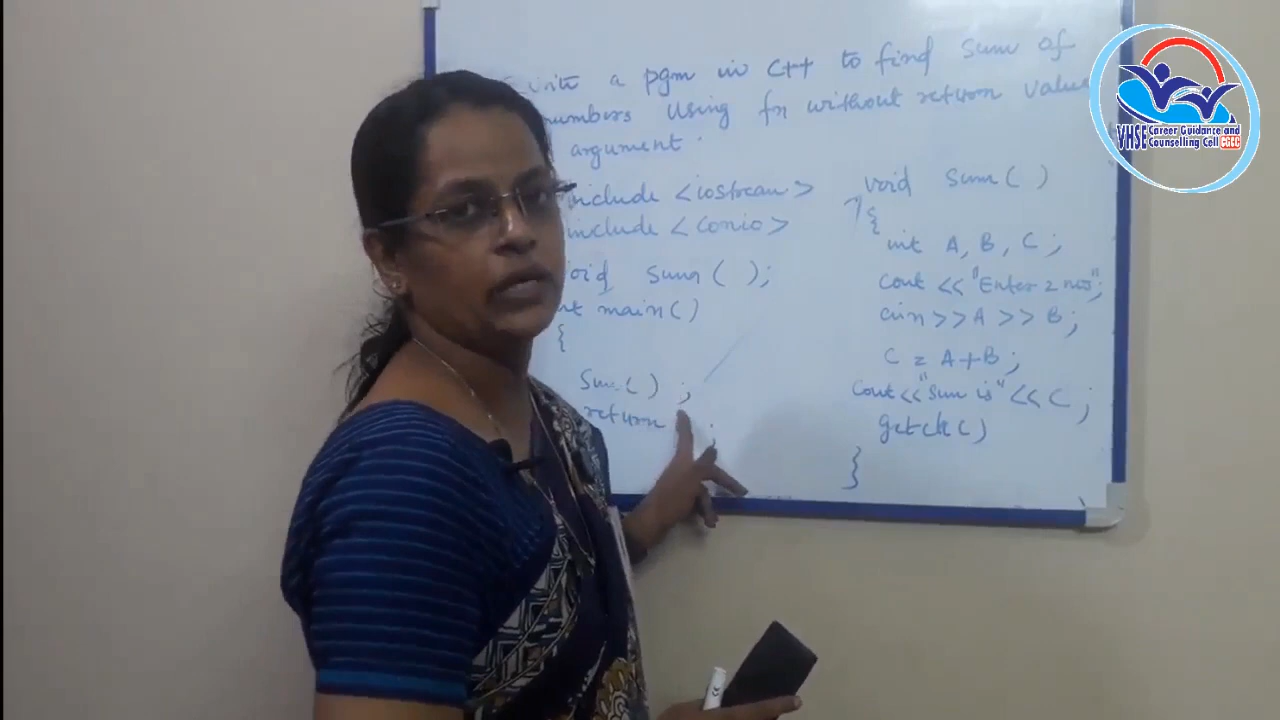 write a pgm in C++ to find sum of
numbers using fn without return value
argument.
include <iostream>
include <conio>
void sum ( );
int main()
{
Sum( ) ;
return ;
void sum( )
{
int A, B, C;
cout << "Enter 2 nos";
cin >> A >> B;
C = A+B;
cout << "Sum is" << C ;
getch( )
}
VHSE Career Guidance and
Counselling Cell CGCC